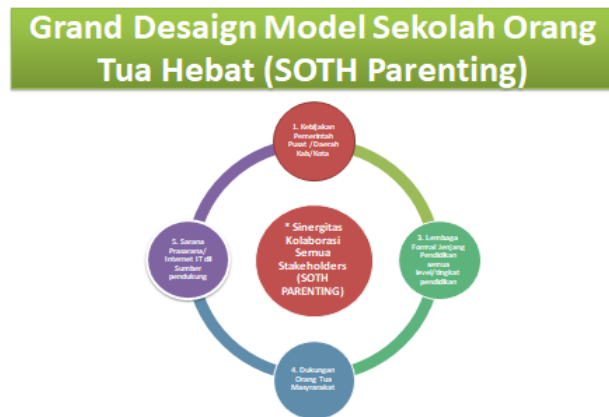 Grand Desaign Model Sekolah Orang
Tua Hebat (SOTH Parenting)
1. Kebijakan
Pemerintah
Pusat /Daerah
Kab/Kota
* Sinergitas
Kolaborasi
Semua
Stakeholders
(SOTH
PARENTING)
3. Lembaga
Formal Jenjang
Pendidikan
semua
level/tingkat
pendidikan
4. Dukungan
Orang Tua
Masyrarakat
5. Sarana
Prasarana/
Internet IT dll
Sumber
pendukung